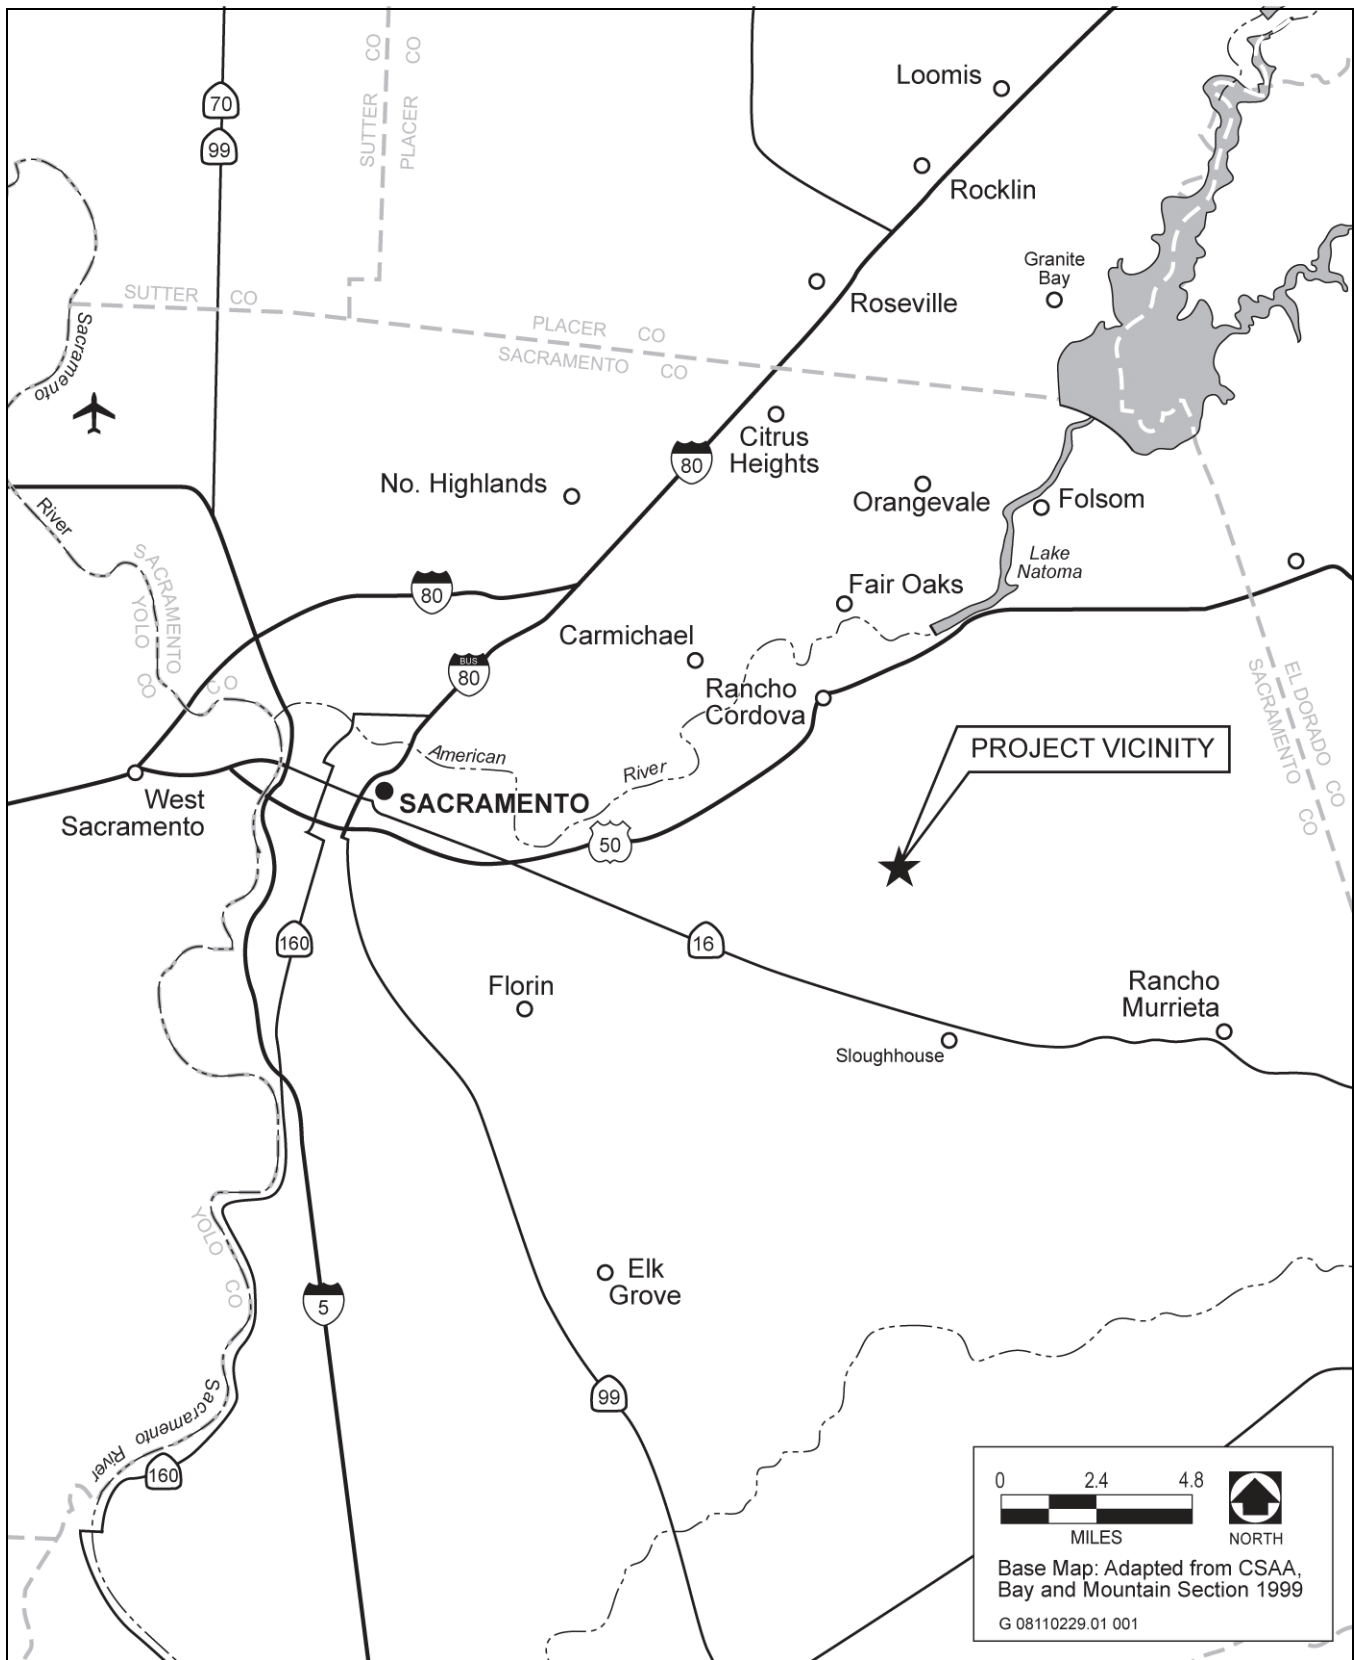 Loomis
70
99
SUTTER CO
PLACER CO
Rocklin
Granite
Bay
SUTTER CO
Roseville
PLACER CO
SACRAMENTO CO
Sacramento
River
Citrus
Heights
80
No. Highlands
Orangevale
Folsom
SACRAMENTO CO
YOLO CO
80
Lake
Natoma
Fair Oaks
Carmichael
BUS
80
Rancho
Cordova
EL DORADO CO
SACRAMENTO CO
American River
PROJECT VICINITY
West
Sacramento
SACRAMENTO
50
160
16
Florin
Rancho
Murrieta
Sloughhouse
YOLO CO
Elk
Grove
5
99
Sacramento River
160
0 2.4 4.8
MILES
NORTH
Base Map: Adapted from CSAA,
Bay and Mountain Section 1999
G 08110229.01 001